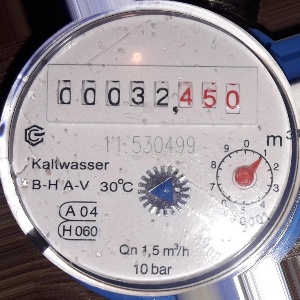 00032,450
m³
11-530499
Kaltwasser
B-H A-V 30°C
A 04
H 060
9 0 1
8 2
7 3
6 5 4
Qn 1,5 m³/h
10 bar